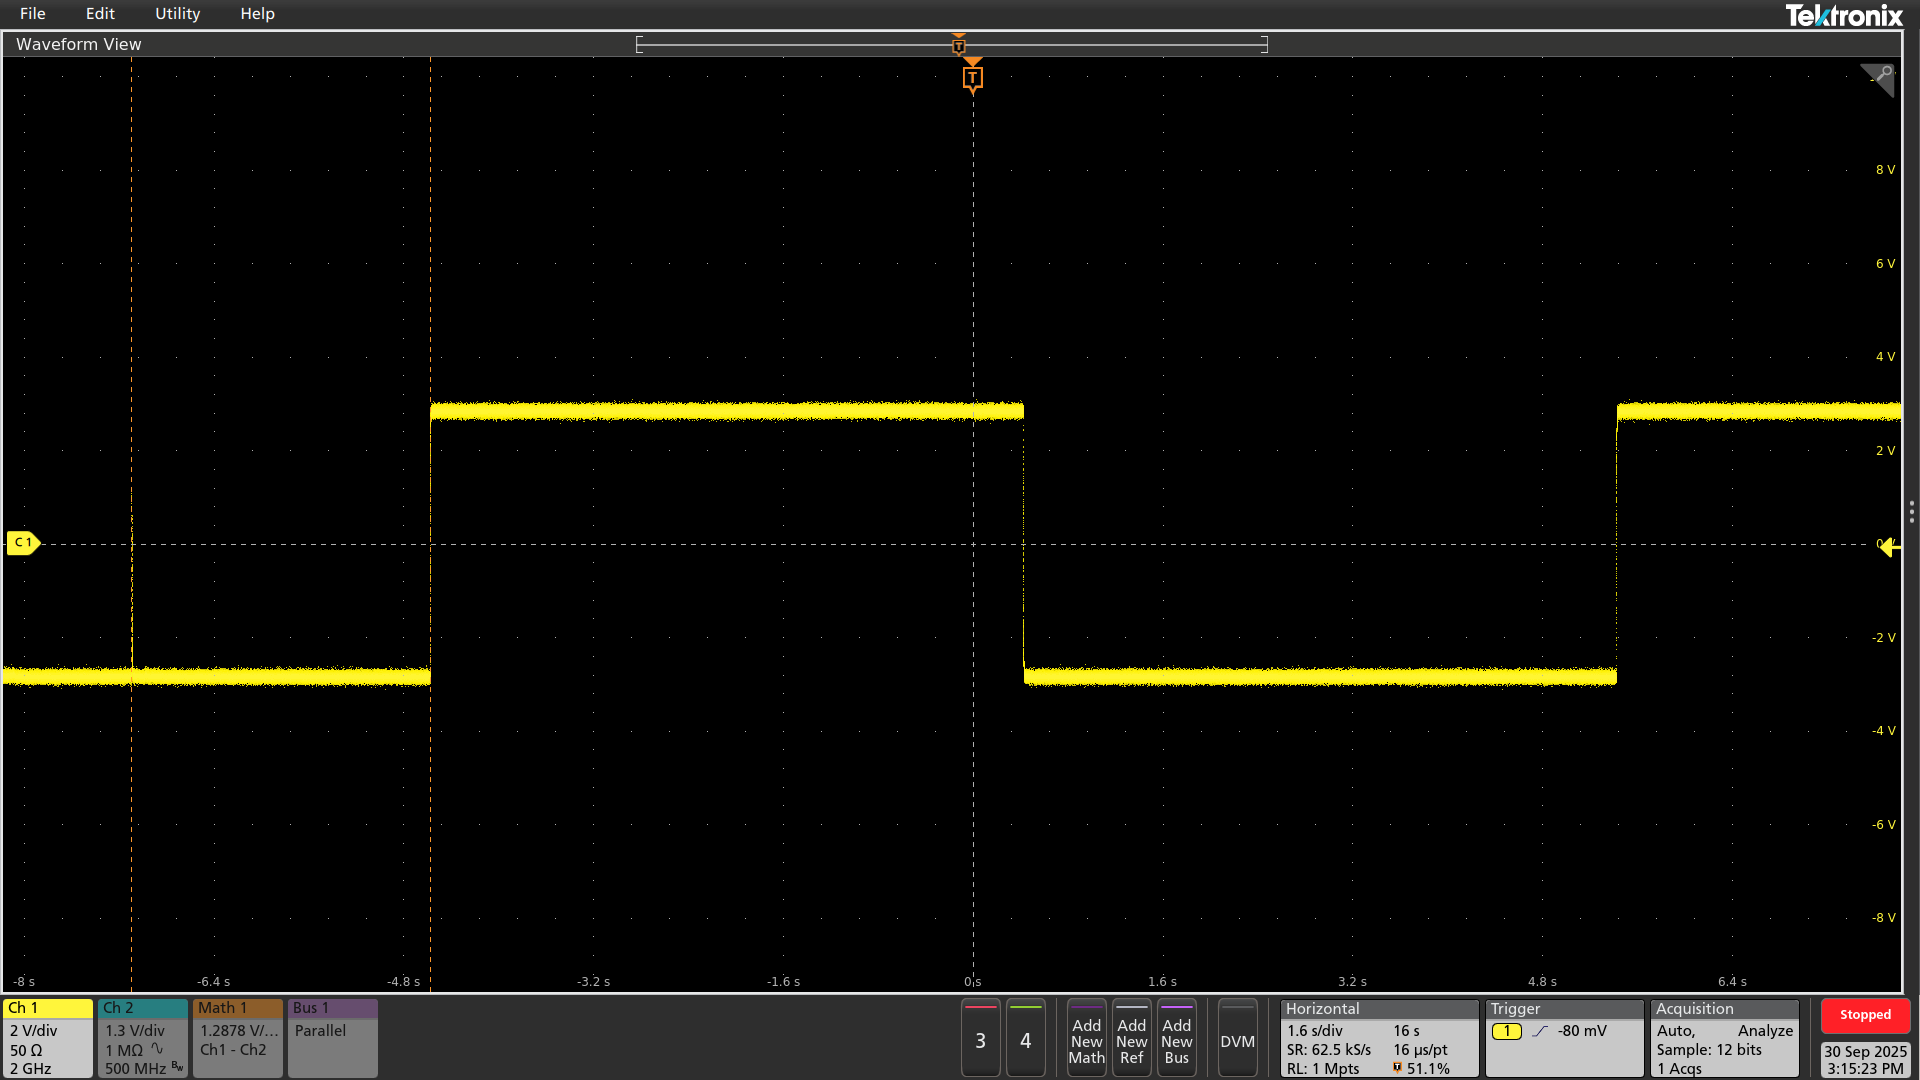 File Edit Utility Help
Tektronix
Waveform View
T
T
8 V
6 V
4 V
2 V
C 1
-2 V
-4 V
-6 V
-8 V
-8 s -6.4 s -4.8 s -3.2 s -1.6 s 0 s 1.6 s 3.2 s 4.8 s 6.4 s
Ch 1
2 V/div
50 Ω
2 GHz
Ch 2
1.3 V/div
1 MΩ
500 MHz Bw
Math 1
1.2878 V/...
Ch1 - Ch2
Bus 1
Parallel
3
4
Add
New
Math
Add
New
Ref
Add
New
Bus
DVM
Horizontal
1.6 s/div 16 s
SR: 62.5 kS/s 16 µs/pt
RL: 1 Mpts 51.1%
Trigger
1 -80 mV
Acquisition
Auto, Analyze
Sample: 12 bits
1 Acqs
Stopped
30 Sep 2025
3:15:23 PM